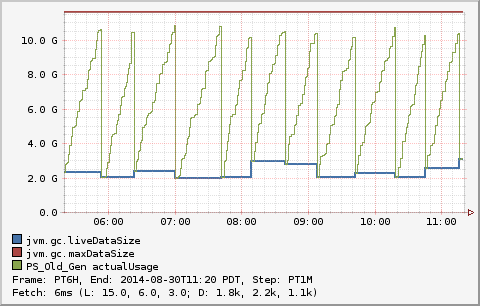 10.0 G
8.0 G
6.0 G
4.0 G
2.0 G
0.0
06:00 07:00 08:00 09:00 10:00 11:00
jvm.gc.liveDataSize
jvm.gc.maxDataSize
PS_Old_Gen actualUsage
Frame: PT6H, End: 2014-08-30T11:20 PDT, Step: PT1M
Fetch: 6ms (L: 15.0, 6.0, 3.0; D: 1.8k, 2.2k, 1.1k)